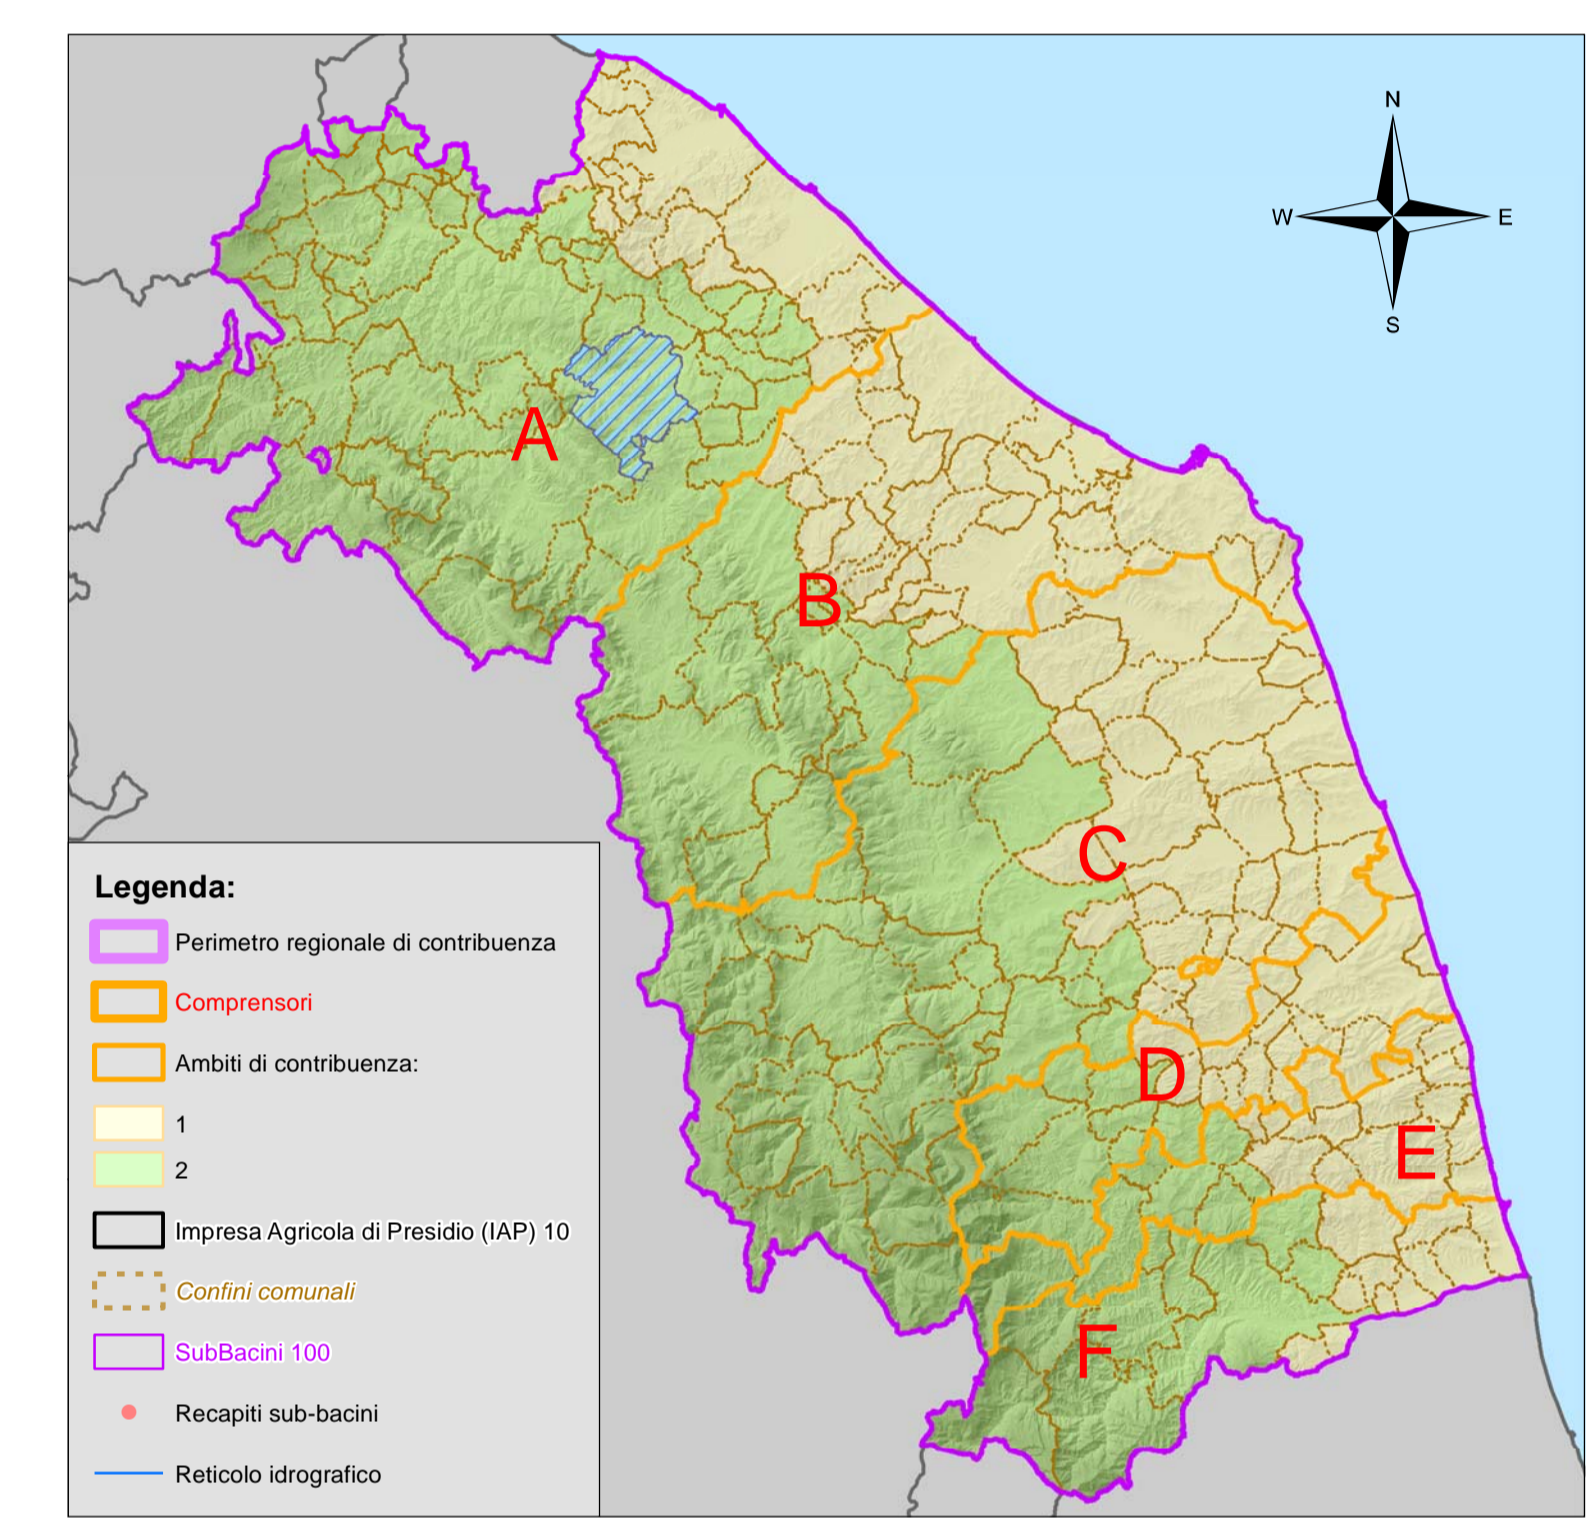 N
W
E
S
A
B
C
D
E
F
Legenda:
Perimetro regionale di contribuenza
Comprensori
Ambiti di contribuenza:
1
2
Impresa Agricola di Presidio (IAP) 10
Confini comunali
SubBacini 100
Recapiti sub-bacini
Reticolo idrografico